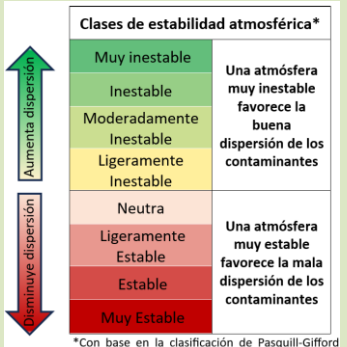 Clases de estabilidad atmosférica*
Aumenta dispersión
Muy inestable
Inestable
Moderadamente
Inestable
Ligeramente
Inestable
Una atmósfera
muy inestable
favorece la
buena
dispersión de los
contaminantes
Disminuye dispersión
Neutra
Ligeramente
Estable
Estable
Muy Estable
Una atmósfera
muy estable
favorece la mala
dispersión de los
contaminantes
*Con base en la clasificación de Pasquill-Gifford